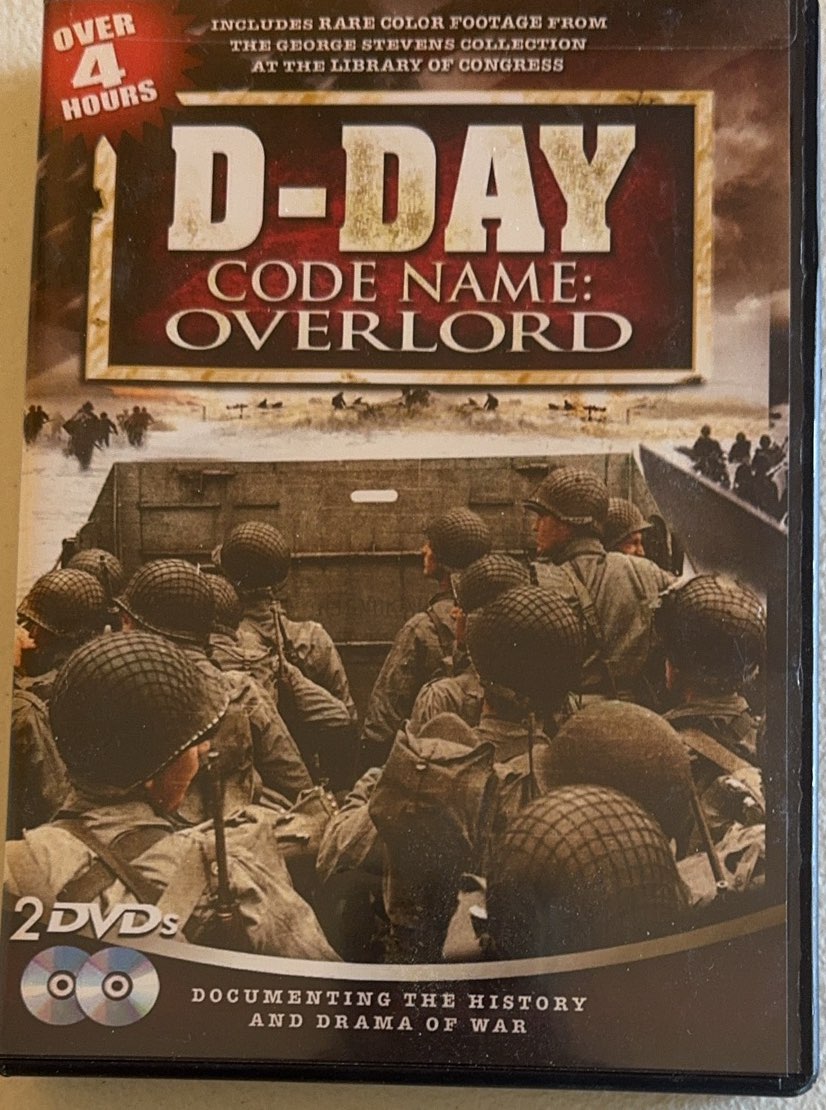 OVER
4
HOURS
INCLUDES RARE COLOR FOOTAGE FROM
THE GEORGE STEVENS COLLECTION
AT THE LIBRARY OF CONGRESS
D-DAY
CODE NAME:
OVERLORD
2 DVDs
DOCUMENTING THE HISTORY
AND DRAMA OF WAR